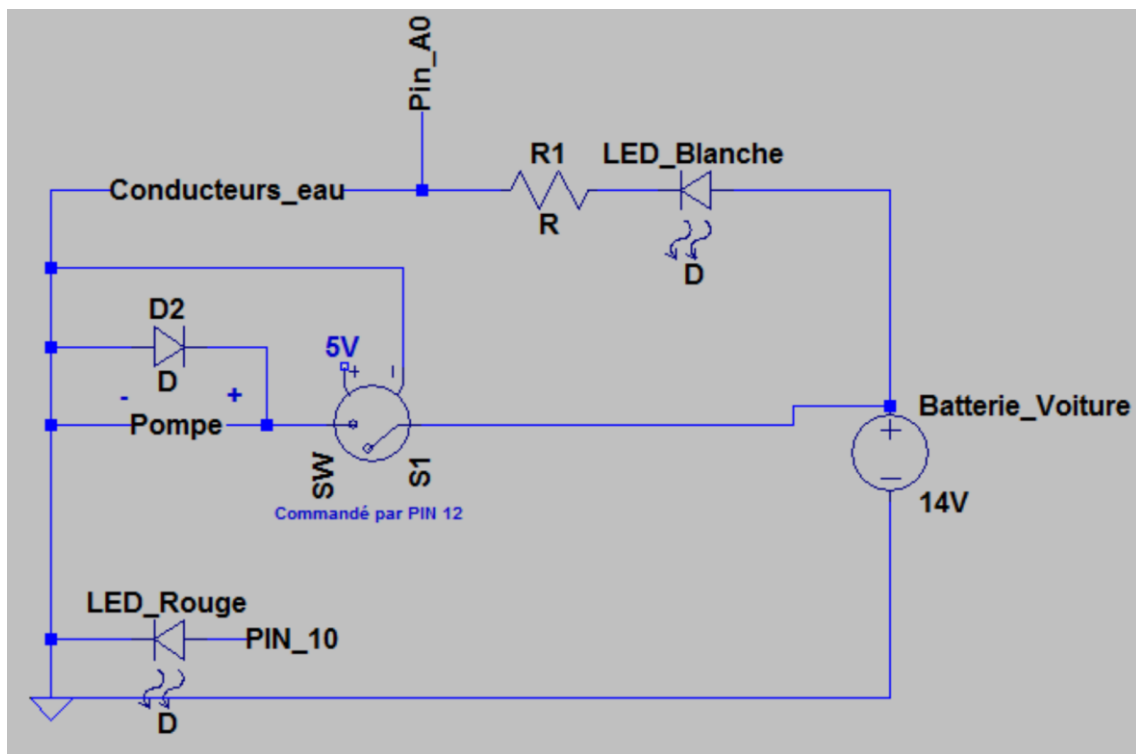 Pin_A0
R1
LED_Blanche
Conducteurs_eau
R
D
D2
5V
+
-
D
-
+
Pompe
Batterie_Voiture
+
-
SW
S1
14V
Commandé par PIN 12
LED_Rouge
PIN_10
D